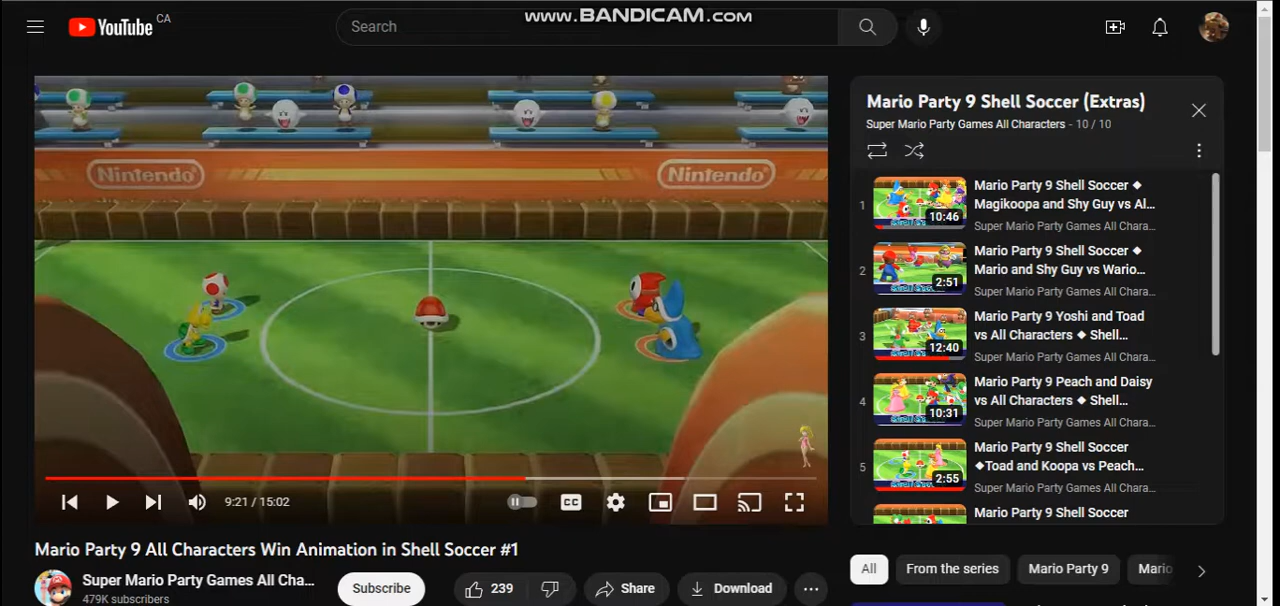 www.BANDICAM.com
YouTube CA
Search
Nintendo
Nintendo
9:21 / 15:02
CC
Mario Party 9 All Characters Win Animation in Shell Soccer #1
Super Mario Party Games All Cha...
479K subscribers
Subscribe
239
Share
Download
Mario Party 9 Shell Soccer (Extras)
Super Mario Party Games All Characters - 10 / 10
1
10:46
Mario Party 9 Shell Soccer ◆
Magikoopa and Shy Guy vs Al...
Super Mario Party Games All Chara...
2
2:51
Mario Party 9 Shell Soccer ◆
Mario and Shy Guy vs Wario...
Super Mario Party Games All Chara...
3
12:40
Mario Party 9 Yoshi and Toad
vs All Characters ◆ Shell...
Super Mario Party Games All Chara...
4
10:31
Mario Party 9 Peach and Daisy
vs All Characters ◆ Shell...
Super Mario Party Games All Chara...
5
2:55
Mario Party 9 Shell Soccer
◆Toad and Koopa vs Peach...
Super Mario Party Games All Chara...
Mario Party 9 Shell Soccer
All
From the series
Mario Party 9
Mario